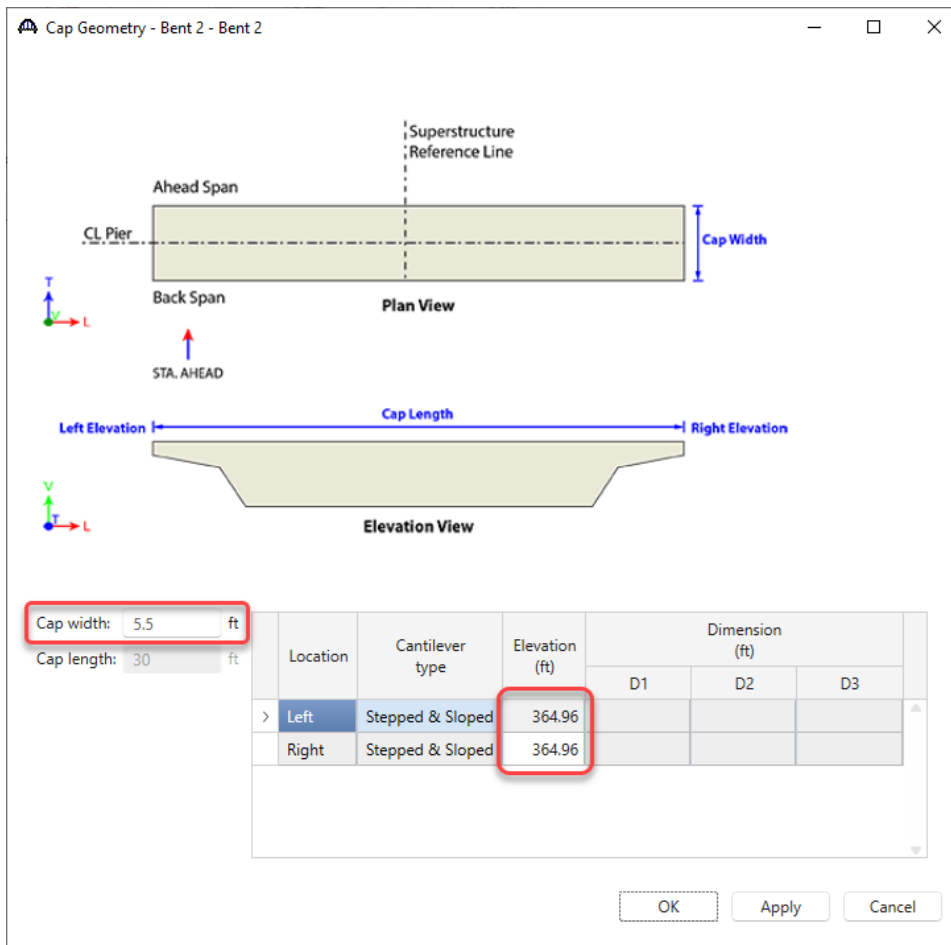 Cap Geometry - Bent 2 - Bent 2
Superstructure
Reference Line
Ahead Span
CL Pier
Cap Width
T
V
L
Back Span
Plan View
STA. AHEAD
Cap Length
Left Elevation
Right Elevation
V
T
L
Elevation View
Cap width: 5.5 ft
Cap length: 30 ft
Location Cantilever type Elevation (ft) Dimension (ft)
D1 D2 D3
Left Stepped & Sloped 364.96
Right Stepped & Sloped 364.96
OK Apply Cancel